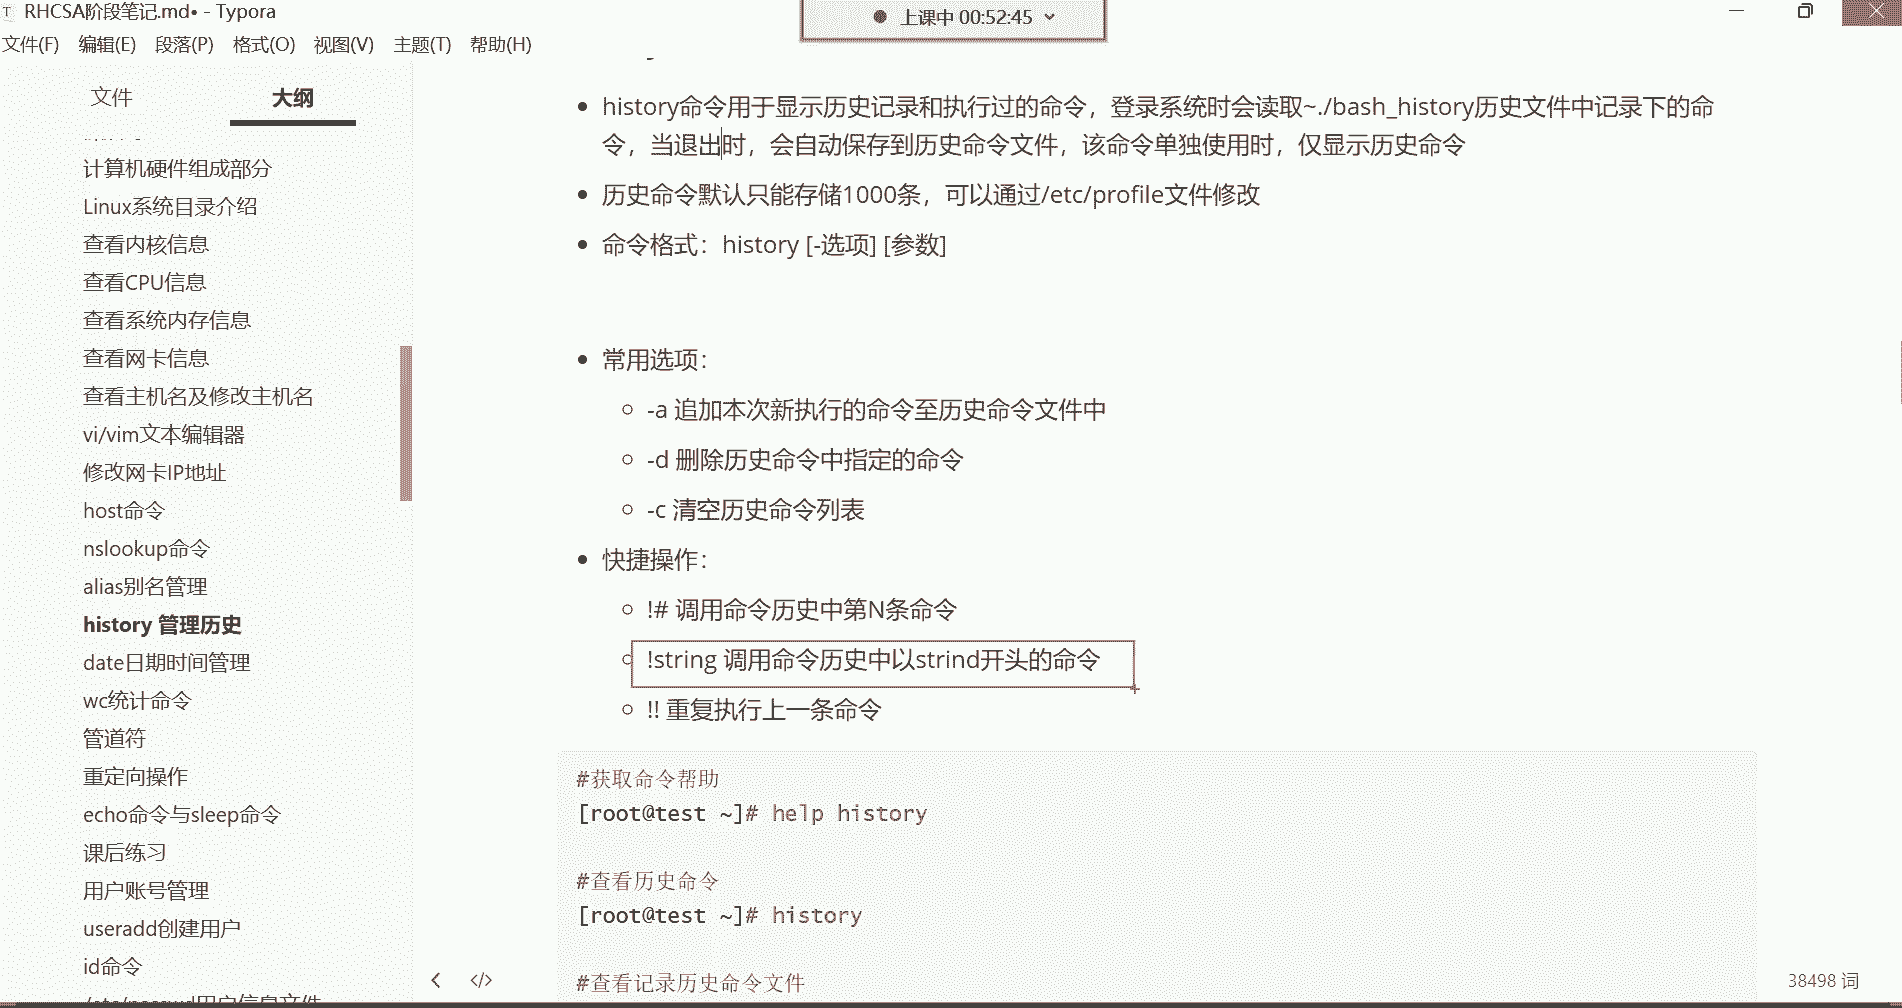 RHCSA阶段笔记.md• - Typora
上课中 00:52:45
文件(F) 编辑(E) 段落(P) 格式(O) 视图(V) 主题(T) 帮助(H)
文件 大纲
计算机硬件组成部分
Linux系统目录介绍
查看内核信息
查看CPU信息
查看系统内存信息
查看网卡信息
查看主机名及修改主机名
vi/vim文本编辑器
修改网卡IP地址
host命令
nslookup命令
alias别名管理
history 管理历史
date日期时间管理
wc统计命令
管道符
重定向操作
echo命令与sleep命令
课后练习
用户账号管理
useradd创建用户
id命令
/etc/passwd用户信息文件
history命令用于显示历史记录和执行过的命令，登录系统时会读取~./bash_history历史文件中记录下的命
令，当退出时，会自动保存到历史命令文件，该命令单独使用时，仅显示历史命令
历史命令默认只能存储1000条，可以通过/etc/profile文件修改
命令格式：history [-选项] [参数]
常用选项：
-a 追加本次新执行的命令至历史命令文件中
-d 删除历史命令中指定的命令
-c 清空历史命令列表
快捷操作：
!# 调用命令历史中第N条命令
!string 调用命令历史中以strind开头的命令
!! 重复执行上一条命令
#获取命令帮助
[root@test ~]# help history
#查看历史命令
[root@test ~]# history
#查看记录历史命令文件
38498 词